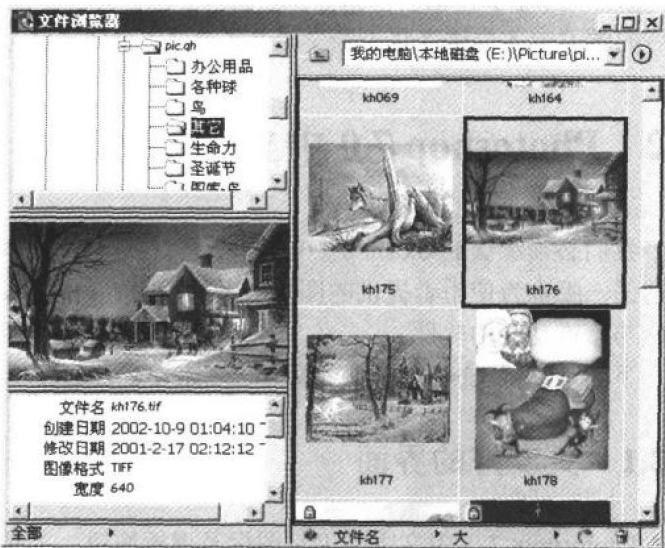 文件浏览器
pic.gh
办公用品
各种球
鸟
其它
生命力
圣诞节
图库-鸟
文件名 kh176.tif
创建日期 2002-10-9 01:04:10
修改日期 2001-2-17 02:12:12
图像格式 TIFF
宽度 640
全部
我的电脑\本地磁盘 (E:)\Picture\pi...
kh069
kh164
kh175
kh176
kh177
kh178
文件名
大